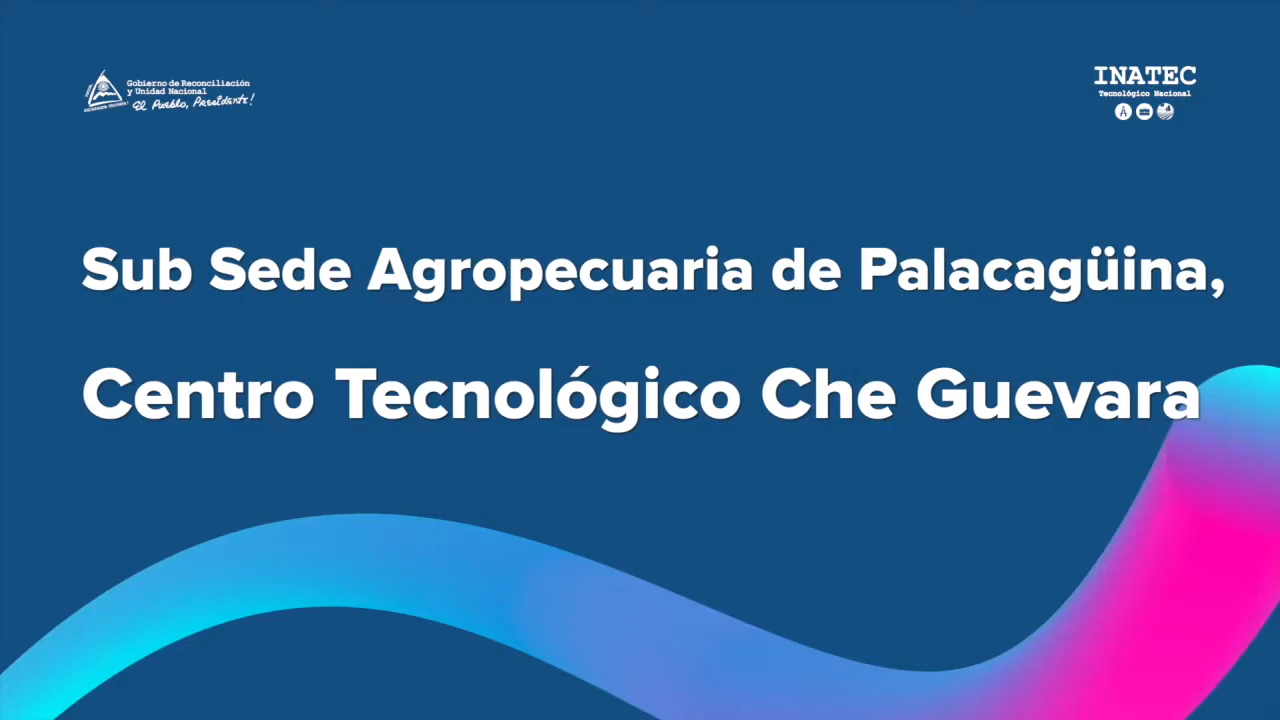 Gobierno de Reconciliación
y Unidad Nacional
El Pueblo, Presidente!
INATEC
Tecnológico Nacional
Sub Sede Agropecuaria de Palacagüina,
Centro Tecnológico Che Guevara